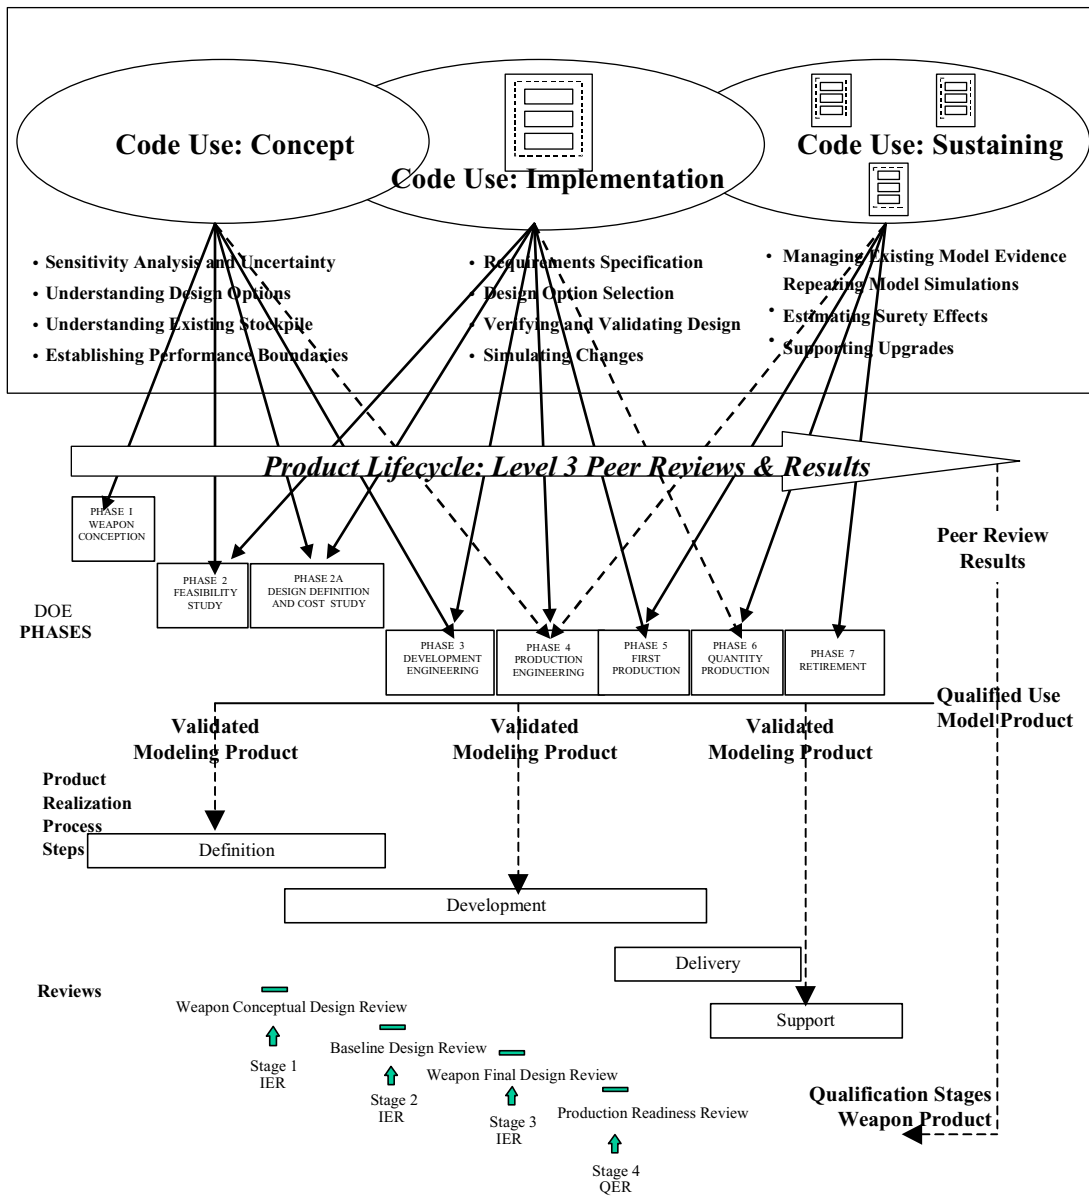 Code Use: Concept
Code Use: Implementation
Code Use: Sustaining
• Sensitivity Analysis and Uncertainty
• Understanding Design Options
• Understanding Existing Stockpile
• Establishing Performance Boundaries
• Requirements Specification
• Design Option Selection
• Verifying and Validating Design
• Simulating Changes
• Managing Existing Model Evidence
Repeating Model Simulations
• Estimating Surety Effects
• Supporting Upgrades
Product Lifecycle: Level 3 Peer Reviews & Results
Peer Review
Results
DOE
PHASES
PHASE 1
WEAPON
CONCEPTION
PHASE 2
FEASIBILITY
STUDY
PHASE 2A
DESIGN DEFINITION
AND COST STUDY
PHASE 3
DEVELOPMENT
ENGINEERING
PHASE 4
PRODUCTION
ENGINEERING
PHASE 5
FIRST
PRODUCTION
PHASE 6
QUANTITY
PRODUCTION
PHASE 7
RETIREMENT
Qualified Use
Model Product
Validated
Modeling Product
Validated
Modeling Product
Validated
Modeling Product
Product
Realization
Process
Steps
Definition
Development
Delivery
Support
Reviews
Weapon Conceptual Design Review
Stage 1
IER
Baseline Design Review
Stage 2
IER
Weapon Final Design Review
Stage 3
IER
Production Readiness Review
Stage 4
QER
Qualification Stages
Weapon Product